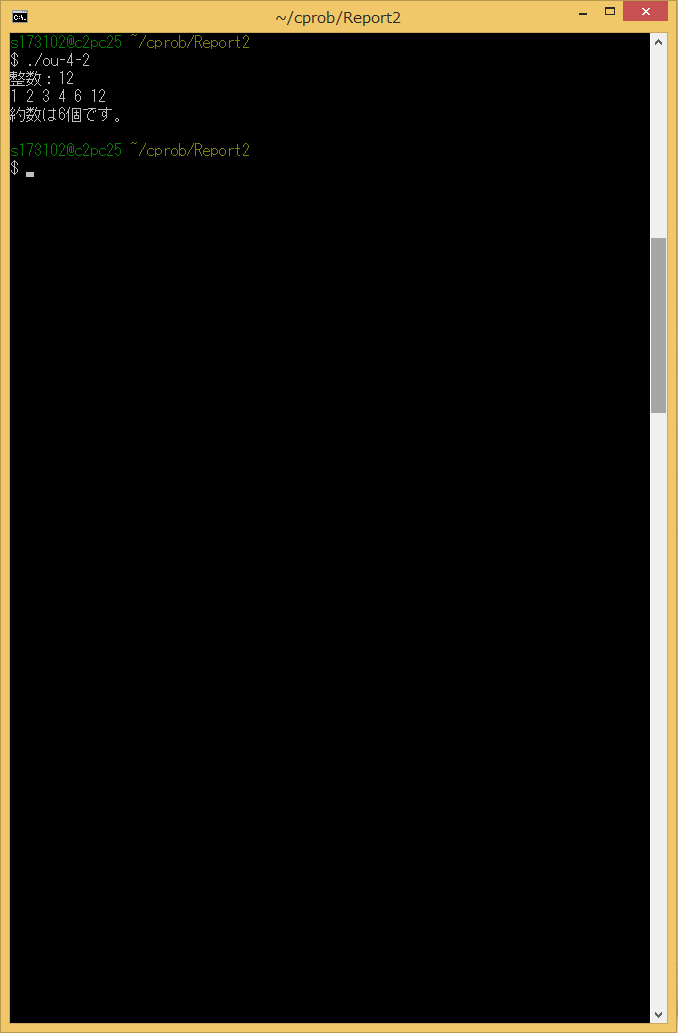 ~/cprob/Report2
s173102@c2pc25 ~/cprob/Report2
$ ./ou-4-2
整数：12
1 2 3 4 6 12
約数は6個です。
s173102@c2pc25 ~/cprob/Report2
$